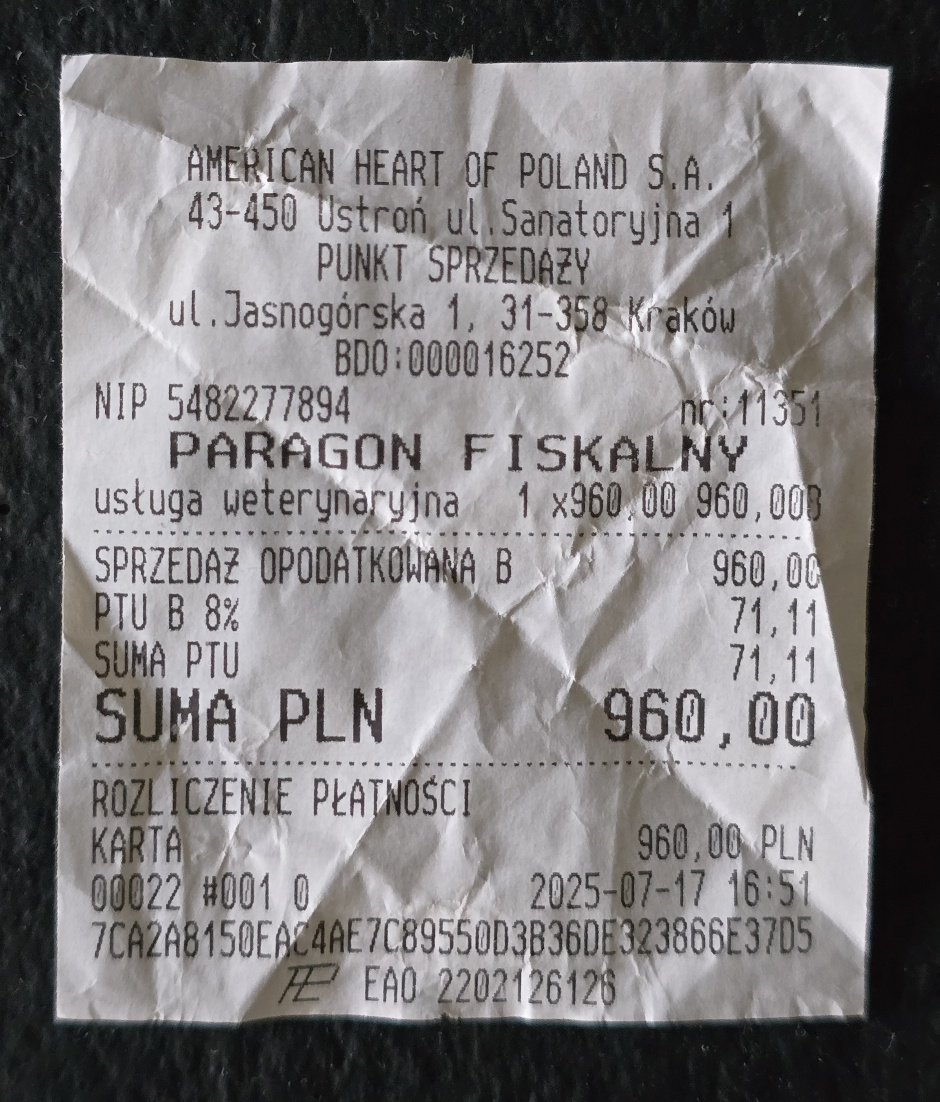 AMERICAN HEART OF POLAND S.A.
43-450 Ustroń ul.Sanatoryjna 1
PUNKT SPRZEDAŻY
ul.Jasnogórska 1, 31-358 Kraków
BDO:000016252
NIP 5482277894 nr:11351
PARAGON FISKALNY
usługa weterynaryjna 1 x960,00 960,00B
SPRZEDAŻ OPODATKOWANA B 960,00
PTU B 8% 71,11
SUMA PTU 71,11
SUMA PLN 960,00
ROZLICZENIE PŁATNOŚCI
KARTA 960,00 PLN
00022 #001 0 2025-07-17 16:51
7CA2A8150EAC4AE7C89550D3B36DE323866E37D5
EAO 2202126126